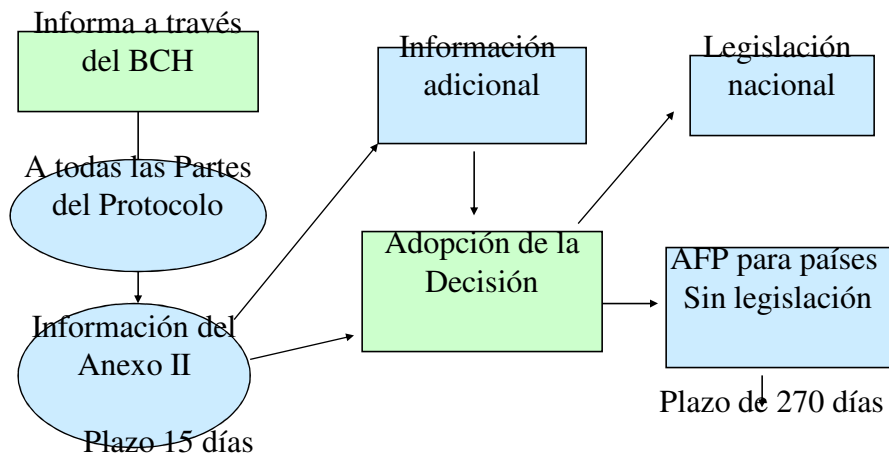 Informa a través
del BCH
A todas las Partes
del Protocolo
Información del
Anexo II
Plazo 15 días
Información
adicional
Adopción de la
Decisión
Legislación
nacional
AFP para países
Sin legislación
Plazo de 270 días